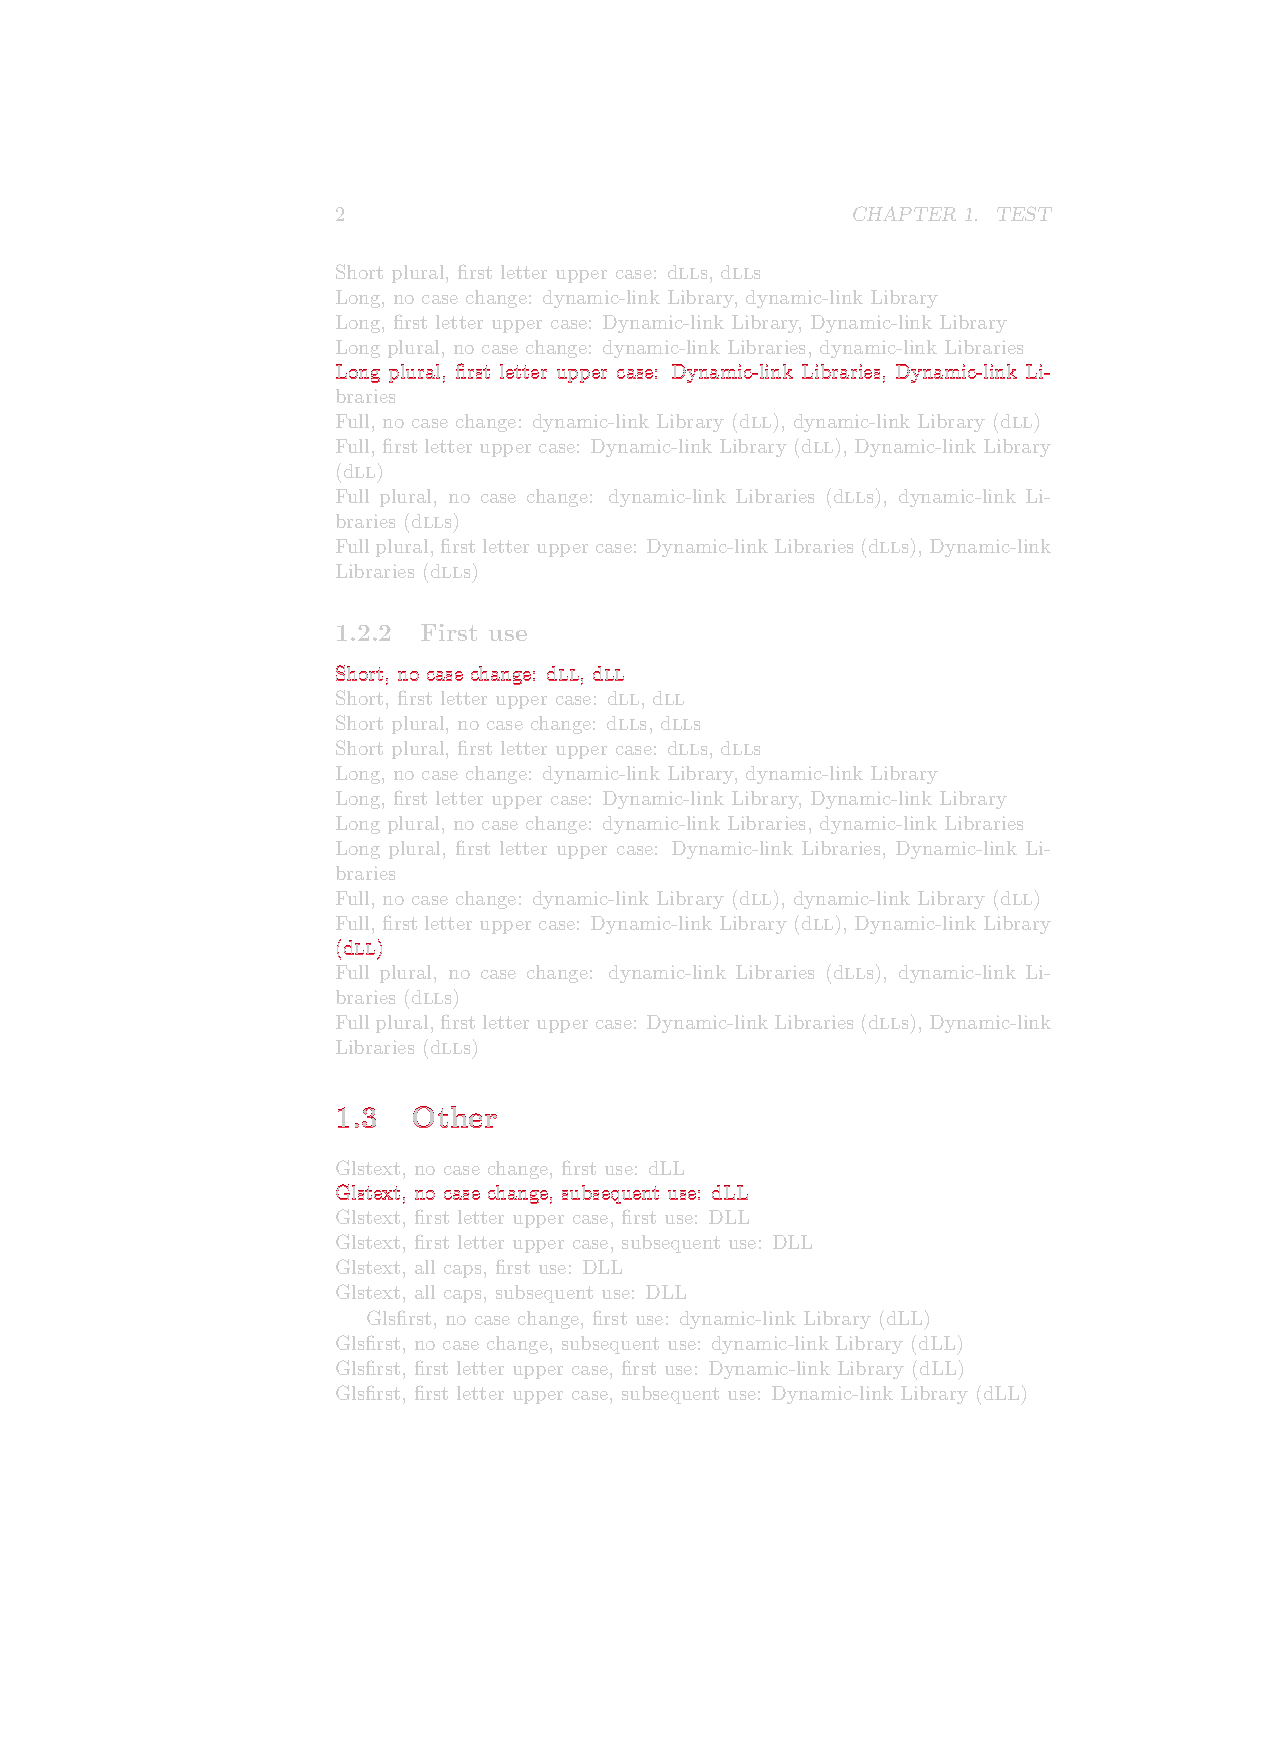 2 CHAPTER 1. TEST
Short plural, first letter upper case: dLLs, dLLs
Long, no case change: dynamic-link Library, dynamic-link Library
Long, first letter upper case: Dynamic-link Library, Dynamic-link Library
Long plural, no case change: dynamic-link Libraries, dynamic-link Libraries
Long plural, first letter upper case: Dynamic-link Libraries, Dynamic-link Li-
braries
Full, no case change: dynamic-link Library (dLL), dynamic-link Library (dLL)
Full, first letter upper case: Dynamic-link Library (dLL), Dynamic-link Library
(dLL)
Full plural, no case change: dynamic-link Libraries (dLLs), dynamic-link Li-
braries (dLLs)
Full plural, first letter upper case: Dynamic-link Libraries (dLLs), Dynamic-link
Libraries (dLLs)
1.2.2 First use
Short, no case change: dLL, dLL
Short, first letter upper case: dLL, dLL
Short plural, no case change: dLLs, dLLs
Short plural, first letter upper case: dLLs, dLLs
Long, no case change: dynamic-link Library, dynamic-link Library
Long, first letter upper case: Dynamic-link Library, Dynamic-link Library
Long plural, no case change: dynamic-link Libraries, dynamic-link Libraries
Long plural, first letter upper case: Dynamic-link Libraries, Dynamic-link Li-
braries
Full, no case change: dynamic-link Library (dLL), dynamic-link Library (dLL)
Full, first letter upper case: Dynamic-link Library (dLL), Dynamic-link Library
(dLL)
Full plural, no case change: dynamic-link Libraries (dLLs), dynamic-link Li-
braries (dLLs)
Full plural, first letter upper case: Dynamic-link Libraries (dLLs), Dynamic-link
Libraries (dLLs)
1.3 Other
Glstext, no case change, first use: dLL
Glstext, no case change, subsequent use: dLL
Glstext, first letter upper case, first use: DLL
Glstext, first letter upper case, subsequent use: DLL
Glstext, all caps, first use: DLL
Glstext, all caps, subsequent use: DLL
Glsfirst, no case change, first use: dynamic-link Library (dLL)
Glsfirst, no case change, subsequent use: dynamic-link Library (dLL)
Glsfirst, first letter upper case, first use: Dynamic-link Library (dLL)
Glsfirst, first letter upper case, subsequent use: Dynamic-link Library (dLL)